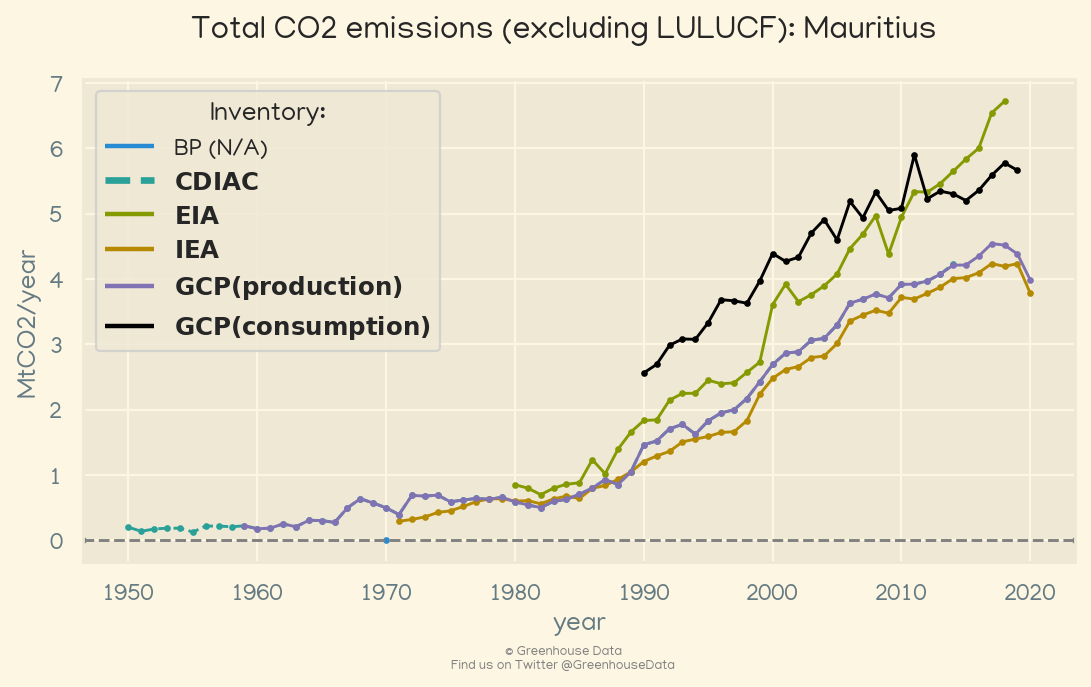 Total CO2 emissions (excluding LULUCF): Mauritius
7
6
5
4
3
2
1
0
MtCO2/year
Inventory:
BP (N/A)
CDIAC
EIA
IEA
GCP(production)
GCP(consumption)
1950 1960 1970 1980 1990 2000 2010 2020
year
© Greenhouse Data
Find us on Twitter @GreenhouseData